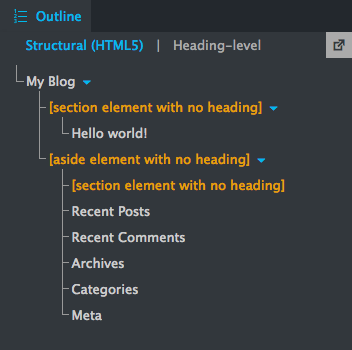 Outline
Structural (HTML5) | Heading-level
My Blog
[section element with no heading]
Hello world!
[aside element with no heading]
[section element with no heading]
Recent Posts
Recent Comments
Archives
Categories
Meta